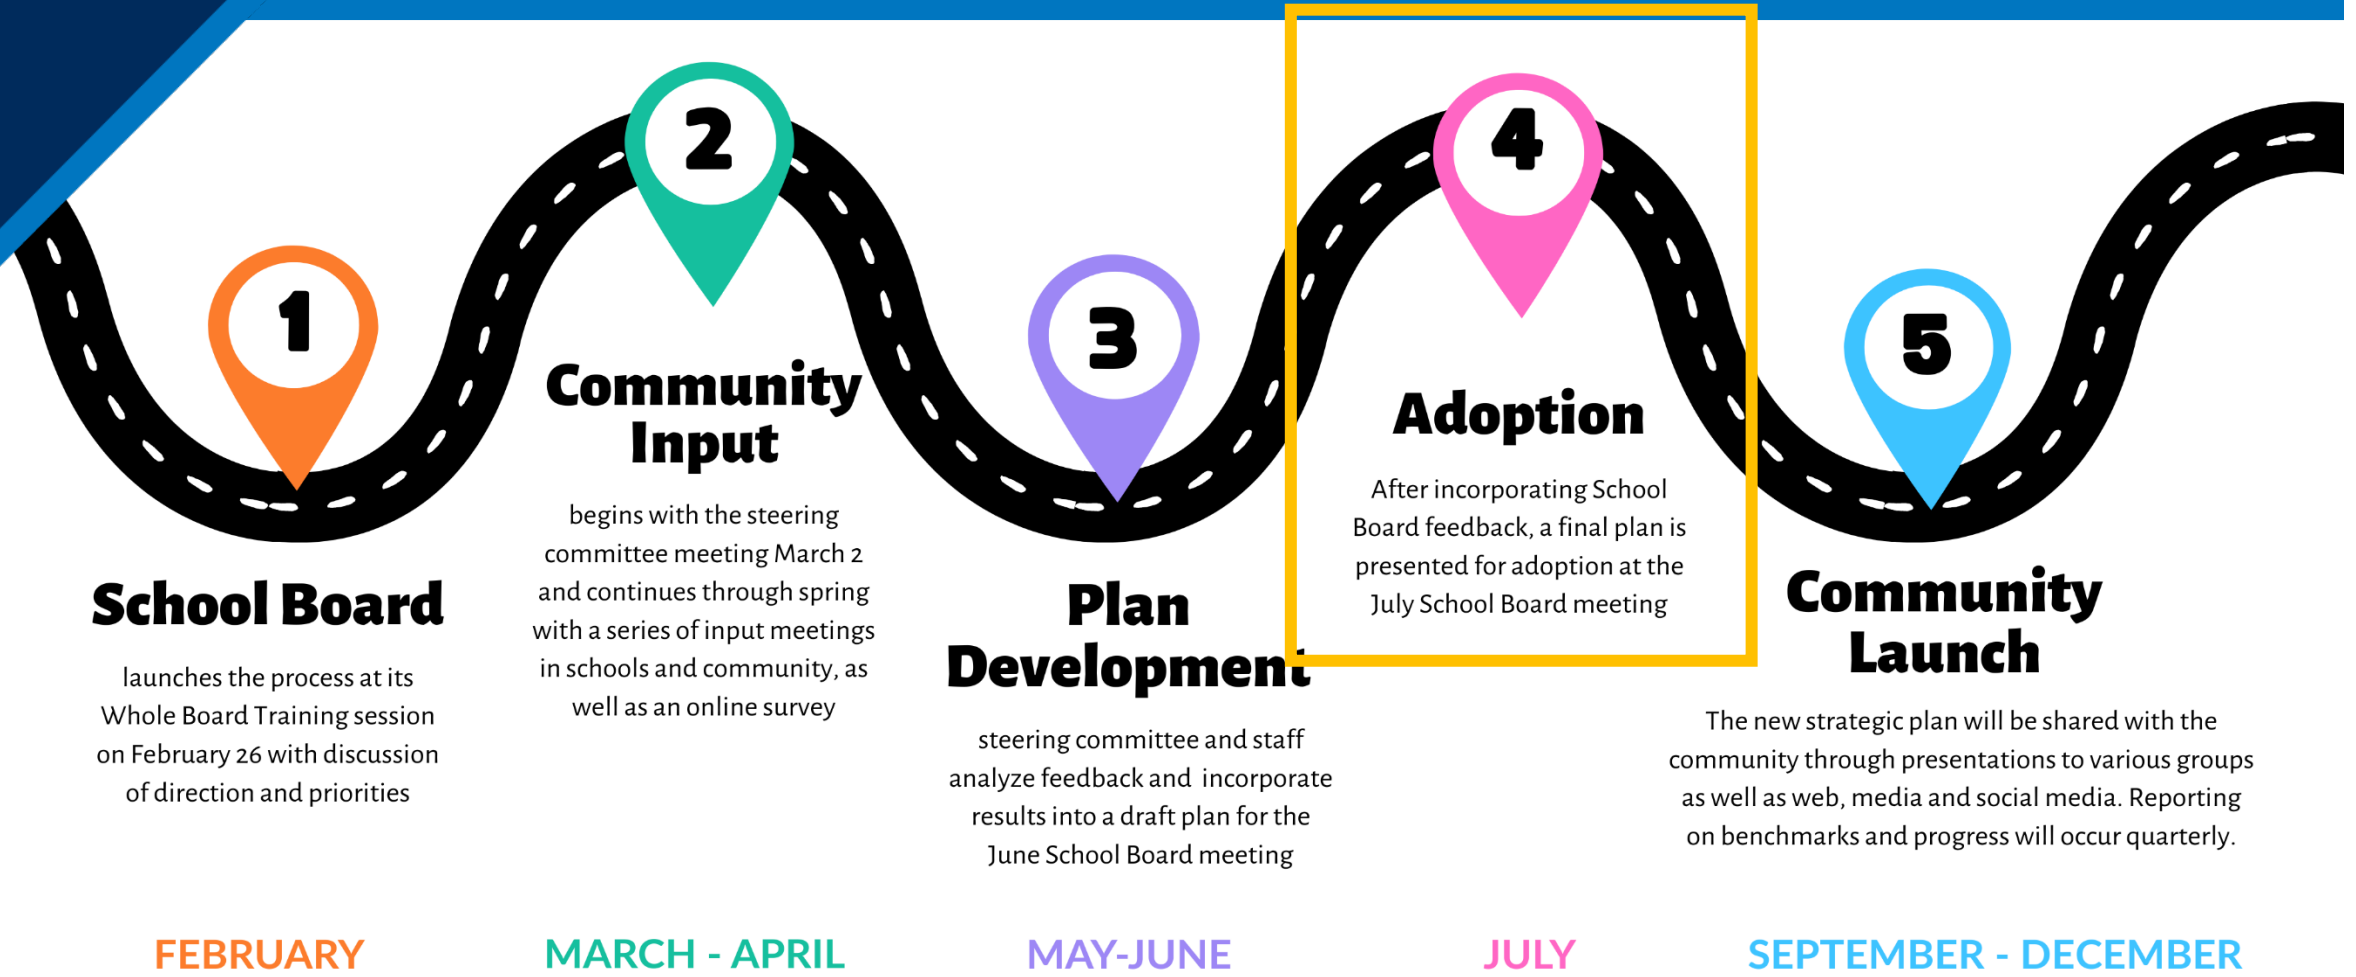 1
School Board
launches the process at its
Whole Board Training session
on February 26 with discussion
of direction and priorities
FEBRUARY
2
Community
Input
begins with the steering
committee meeting March 2
and continues through spring
with a series of input meetings
in schools and community, as
well as an online survey
MARCH - APRIL
3
Plan
Development
steering committee and staff
analyze feedback and incorporate
results into a draft plan for the
June School Board meeting
MAY-JUNE
4
Adoption
After incorporating School
Board feedback, a final plan is
presented for adoption at the
July School Board meeting
JULY
5
Community
Launch
The new strategic plan will be shared with the
community through presentations to various groups
as well as web, media and social media. Reporting
on benchmarks and progress will occur quarterly.
SEPTEMBER - DECEMBER